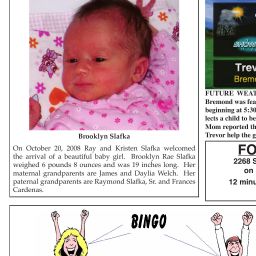 Brooklyn Slafka
On October 20, 2008 Ray and Kristen Slafka welcomed
the arrival of a beautiful baby girl. Brooklyn Rae Slafka
weighed 6 pounds 8 ounces and was 19 inches long. Her
maternal grandparents are James and Daylia Welch. Her
paternal grandparents are Raymond Slafka, Sr. and Frances
Cardenas.
BINGO
SHOW
Trev
Breme
FUTURE WEAT
Bremond was fea
beginning at 5:30
lects a child to be
Mom reported th
Trevor help the g
FO
2268 S
on
12 minu